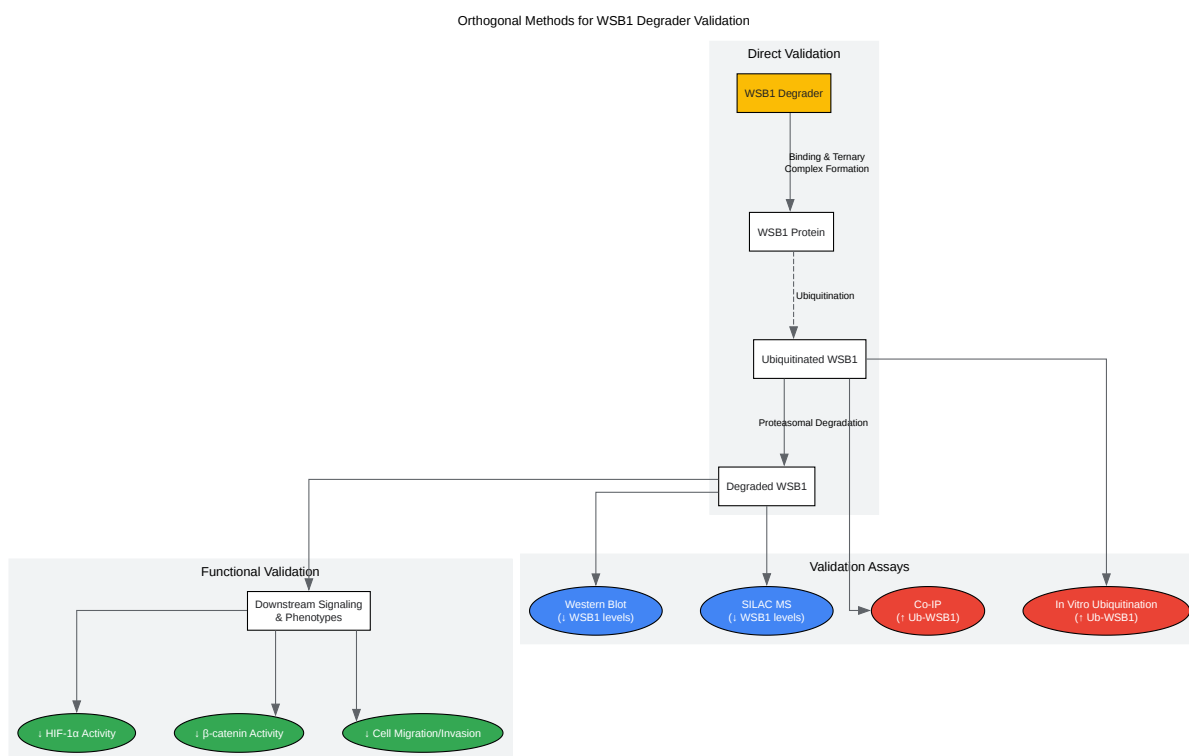 Orthogonal Methods for WSB1 Degrader Validation
Direct Validation
WSB1 Degrader
Binding & Ternary
Complex Formation
WSB1 Protein
Ubiquitination
Ubiquitinated WSB1
Proteasomal Degradation
Degraded WSB1
Functional Validation
Downstream Signaling
& Phenotypes
↓ HIF-1α Activity
↓ β-catenin Activity
↓ Cell Migration/Invasion
Validation Assays
Western Blot
(↓ WSB1 levels)
SILAC MS
(↓ WSB1 levels)
Co-IP
(↑ Ub-WSB1)
In Vitro Ubiquitination
(↑ Ub-WSB1)